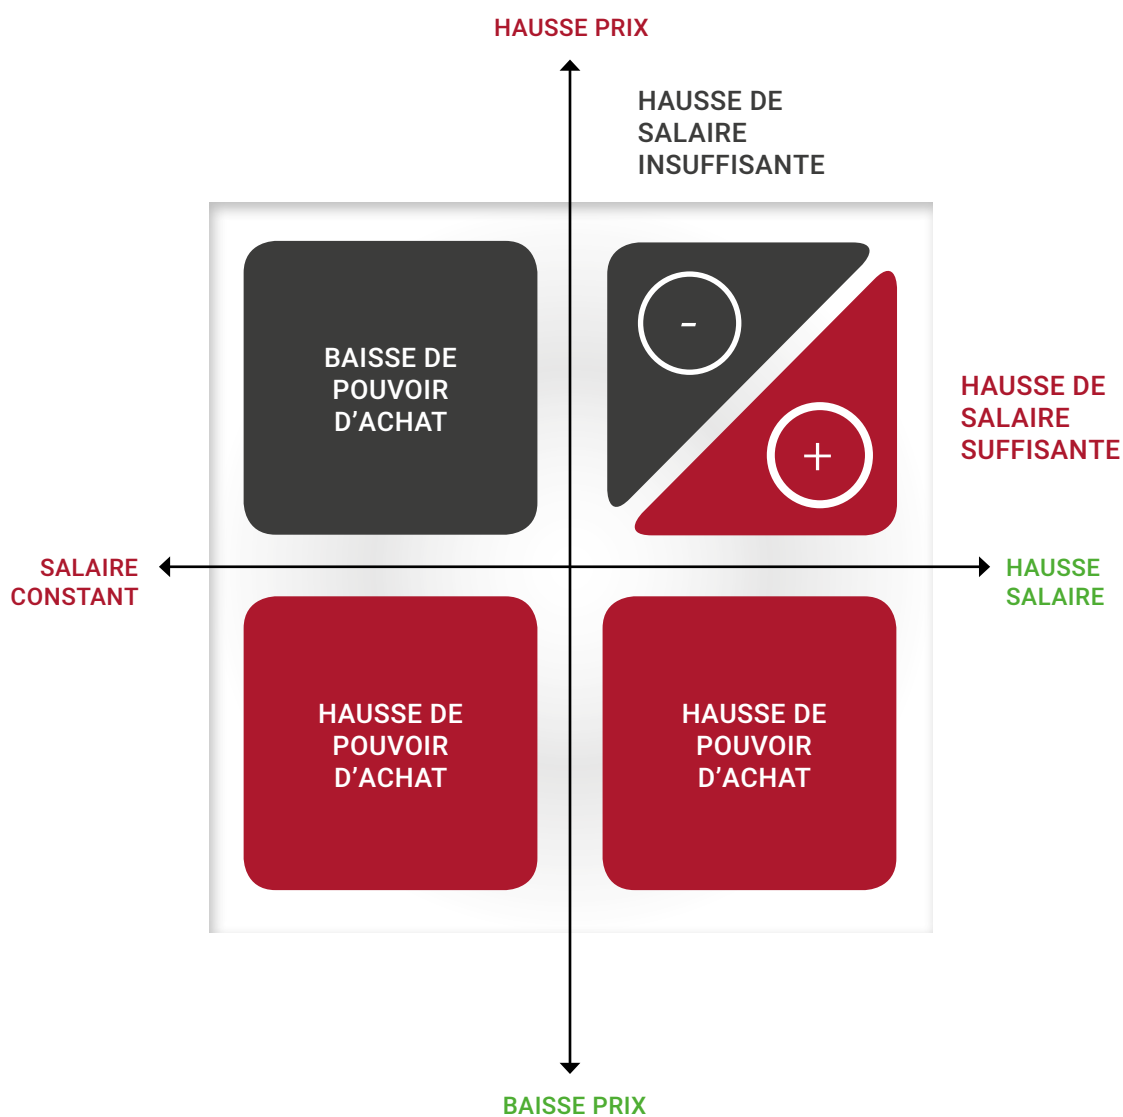 HAUSSE PRIX
HAUSSE DE
SALAIRE
INSUFFISANTE
BAISSE DE
POUVOIR
D’ACHAT
-
+
HAUSSE DE
SALAIRE
SUFFISANTE
SALAIRE
CONSTANT
HAUSSE
SALAIRE
HAUSSE DE
POUVOIR
D’ACHAT
HAUSSE DE
POUVOIR
D’ACHAT
BAISSE PRIX